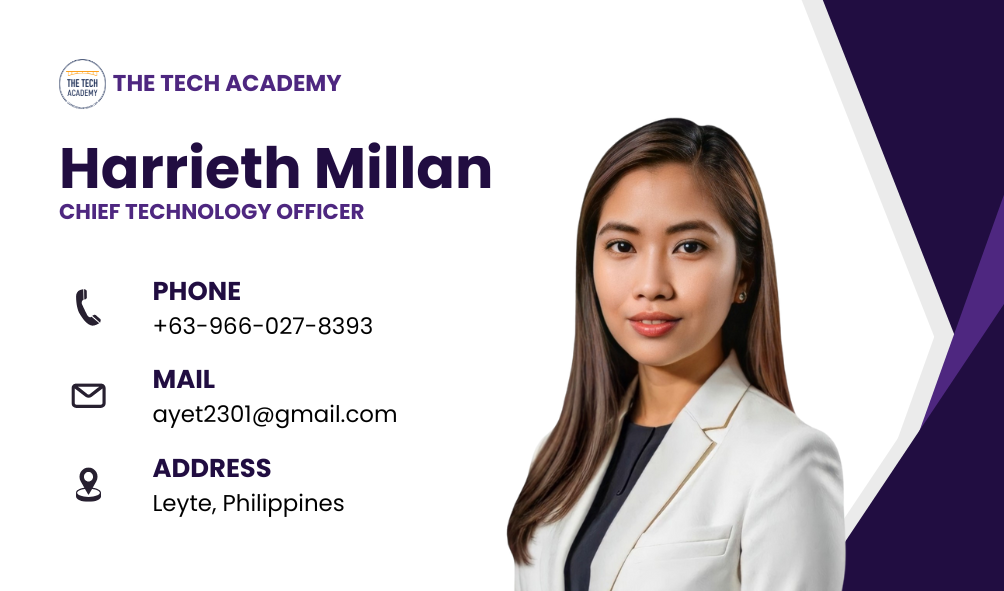 THE TECH
ACADEMY
THE TECH ACADEMY
Harrieth Millan
CHIEF TECHNOLOGY OFFICER
PHONE
+63-966-027-8393
MAIL
ayet2301@gmail.com
ADDRESS
Leyte, Philippines